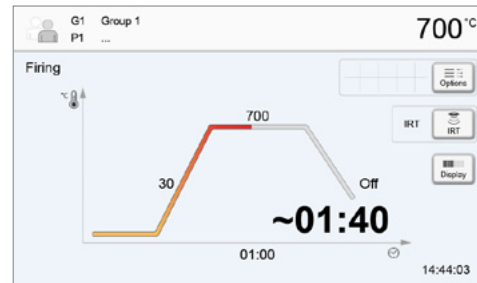 G1 Group 1
P1 ...
700°C
Firing
Options
°C
700
IRT
IRT
Display
30
Off
~01:40
01:00
14:44:03